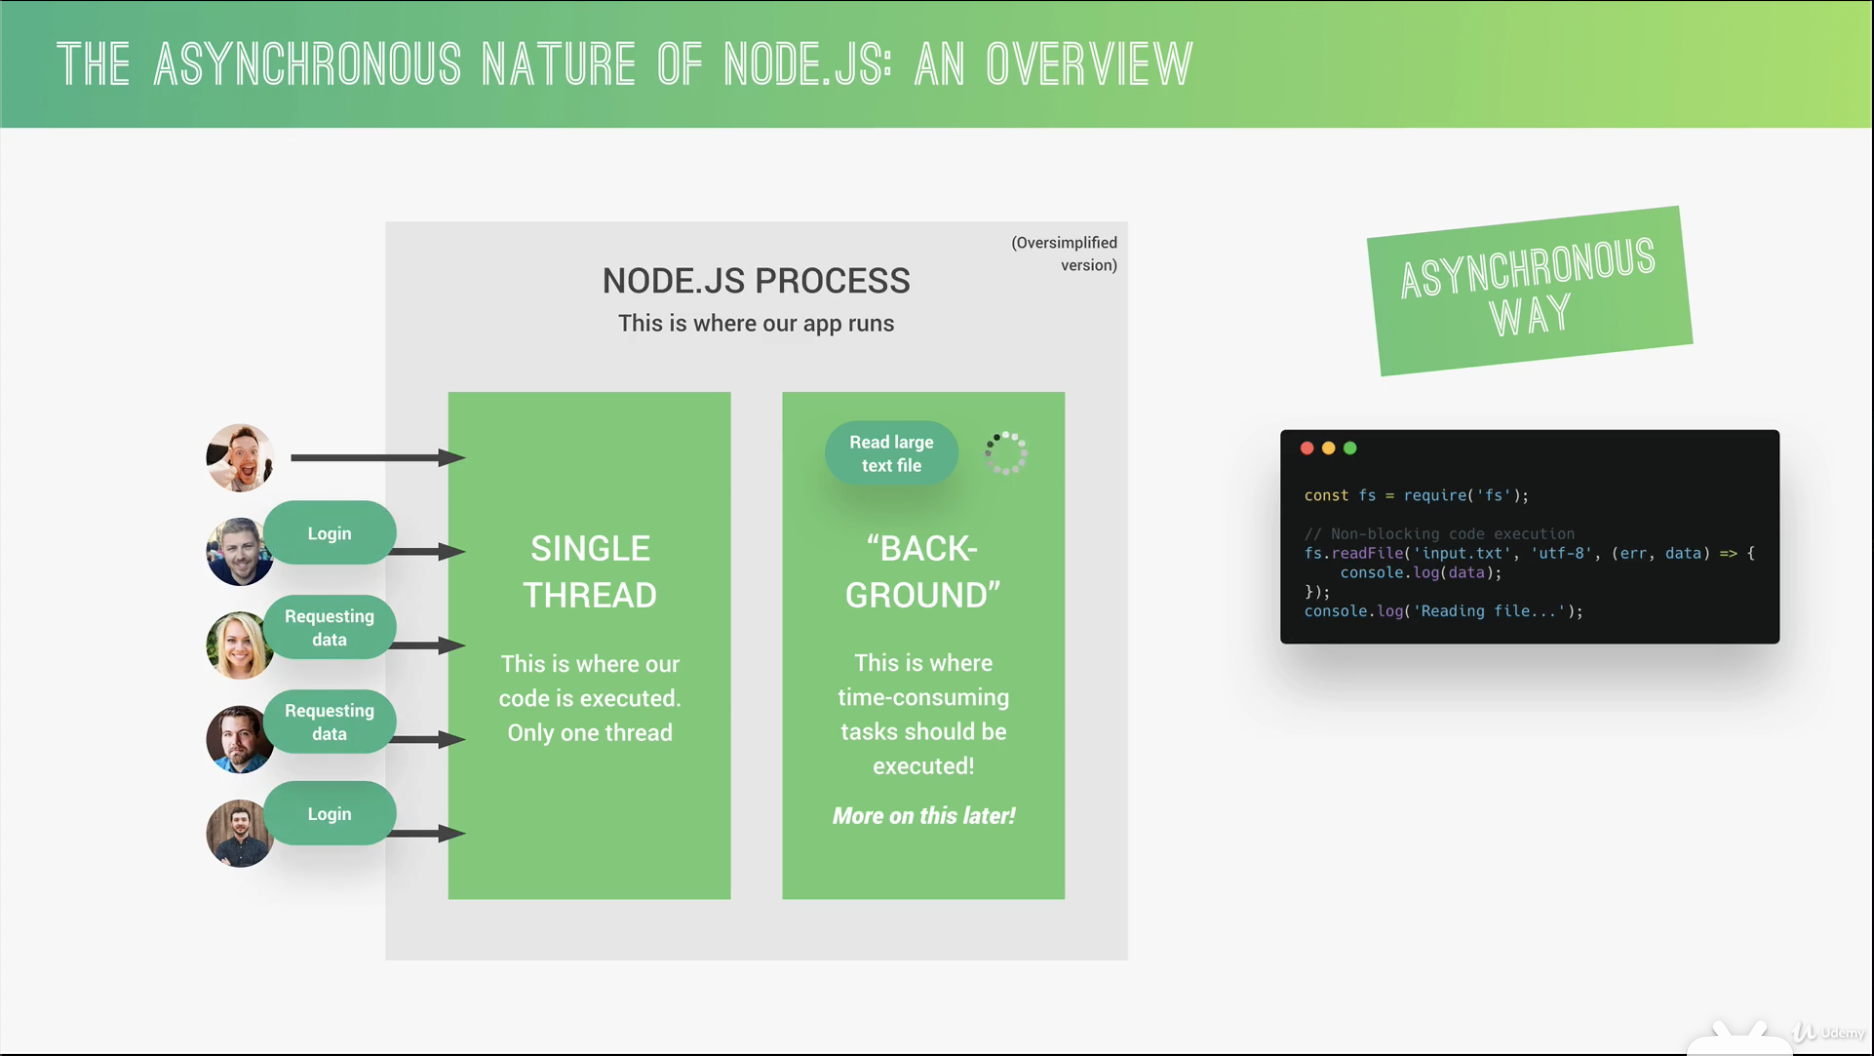 THE ASYNCHRONOUS NATURE OF NODE.JS: AN OVERVIEW
(Oversimplified
version)
NODE.JS PROCESS
This is where our app runs
Login
Requesting
data
Requesting
data
Login
SINGLE
THREAD
This is where our
code is executed.
Only one thread
Read large
text file
“BACK-
GROUND”
This is where
time-consuming
tasks should be
executed!
More on this later!
ASYNCHRONOUS
WAY
const fs = require('fs');
// Non-blocking code execution
fs.readFile('input.txt', 'utf-8', (err, data) => {
    console.log(data);
});
console.log('Reading file...');
Udemy